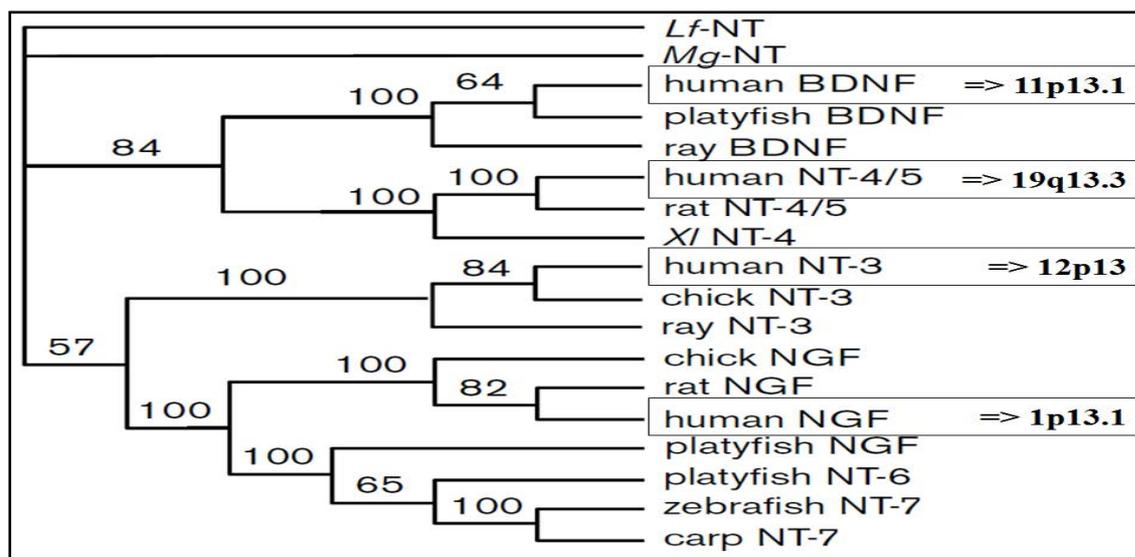 Lf-NT
Mg-NT
64
human BDNF => 11p13.1
100
platyfish BDNF
84
ray BDNF
100
human NT-4/5 => 19q13.3
100
rat NT-4/5
Xl NT-4
84
human NT-3 => 12p13
100
chick NT-3
ray NT-3
57
100
chick NGF
82
rat NGF
100
human NGF => 1p13.1
100
platyfish NGF
65
platyfish NT-6
100
zebrafish NT-7
carp NT-7